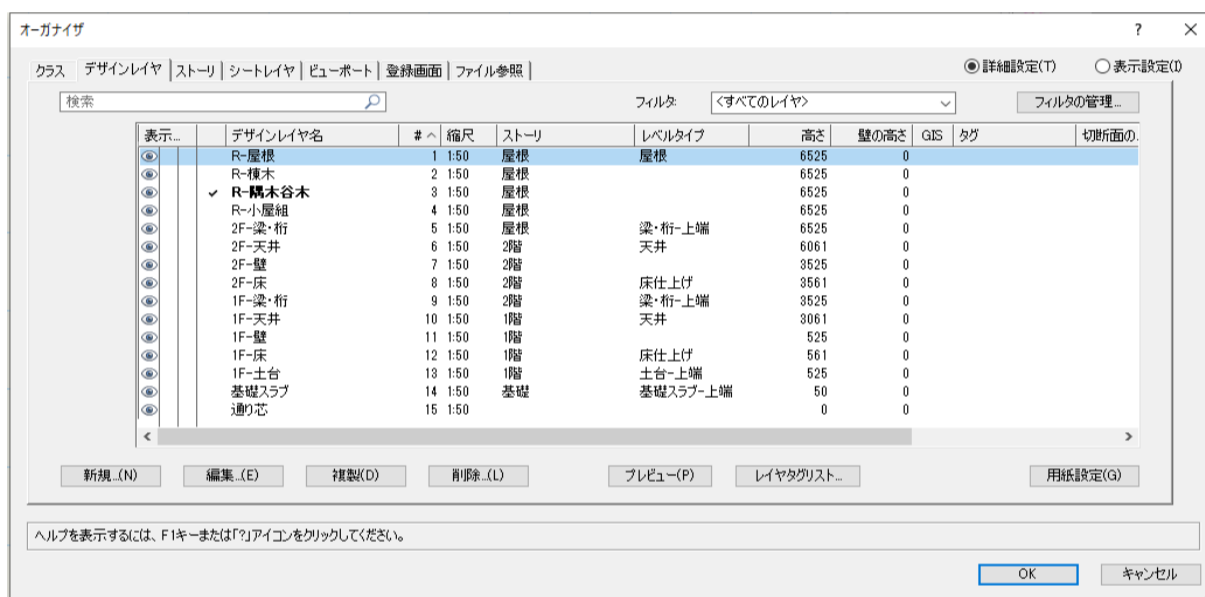 オーガナイザ ? ×
クラス デザインレイヤ ストーリ シートレイヤ ビューポート 登録画面 ファイル参照 詳細設定(T) 表示設定(I)
検索 フィルタ: <すべてのレイヤ> フィルタの管理...
表示... デザインレイヤ名 # 縮尺 ストーリ レベルタイプ 高さ 壁の高さ GIS タグ 切断面の.
R-屋根 1 1:50 屋根 屋根 6525 0
R-棟木 2 1:50 屋根 6525 0
✓ R-隅木谷木 3 1:50 屋根 6525 0
R-小屋組 4 1:50 屋根 6525 0
2F-梁・桁 5 1:50 屋根 梁・桁-上端 6525 0
2F-天井 6 1:50 2階 天井 6061 0
2F-壁 7 1:50 2階 3525 0
2F-床 8 1:50 2階 床仕上げ 3561 0
1F-梁・桁 9 1:50 2階 梁・桁-上端 3525 0
1F-天井 10 1:50 1階 天井 3061 0
1F-壁 11 1:50 1階 525 0
1F-床 12 1:50 1階 床仕上げ 561 0
1F-土台 13 1:50 1階 土台-上端 525 0
基礎スラブ 14 1:50 基礎 基礎スラブ-上端 50 0
通り芯 15 1:50 0 0
新規...(N) 編集...(E) 複製(D) 削除...(L) プレビュー(P) レイヤタグリスト... 用紙設定(G)
ヘルプを表示するには、F1キーまたは「?」アイコンをクリックしてください。
OK キャンセル